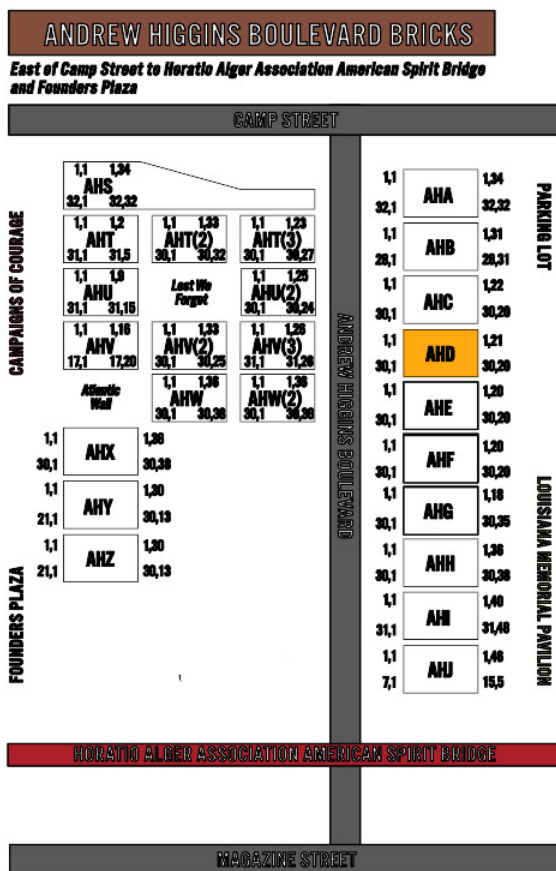 ANDREW HIGGINS BOULEVARD BRICKS
East of Camp Street to Horatio Alger Association American Spirit Bridge
and Founders Plaza
CAMP STREET
CAMPAIGNS OF COURAGE
1,1 1,34
AHS
32,1 32,32
1,1 1,2
AHT
31,1 31,5
1,1 1,33
AHT(2)
30,1 30,32
1,1 1,23
AHT(3)
30,1 30,27
1,1 1,9
AHU
31,1 31,15
Lest We
Forget
1,1 1,25
AHU(2)
30,1 30,24
1,1 1,16
AHV
17,1 17,20
1,1 1,33
AHV(2)
30,1 30,25
1,1 1,26
AHV(3)
31,1 31,26
Atlantic
Wall
1,1 1,36
AHW
30,1 30,36
1,1 1,36
AHW(2)
30,1 30,36
1,1 1,36
AHX
30,1 30,38
1,1 1,30
AHY
21,1 30,13
1,1 1,30
AHZ
21,1 30,13
FOUNDERS PLAZA
ANDREW HIGGINS BOULEVARD
1,1 1,34
AHA
32,1 32,32
1,1 1,31
AHB
28,1 28,31
1,1 1,22
AHC
30,1 30,20
1,1 1,21
AHD
30,1 30,20
1,1 1,20
AHE
30,1 30,20
1,1 1,20
AHF
30,1 30,20
1,1 1,18
AHG
30,1 30,35
1,1 1,36
AHH
30,1 30,36
1,1 1,40
AHI
31,1 31,48
1,1 1,46
AHJ
7,1 15,5
PARKING LOT
LOUISIANA MEMORIAL PAVILION
HORATIO ALGER ASSOCIATION AMERICAN SPIRIT BRIDGE
MAGAZINE STREET